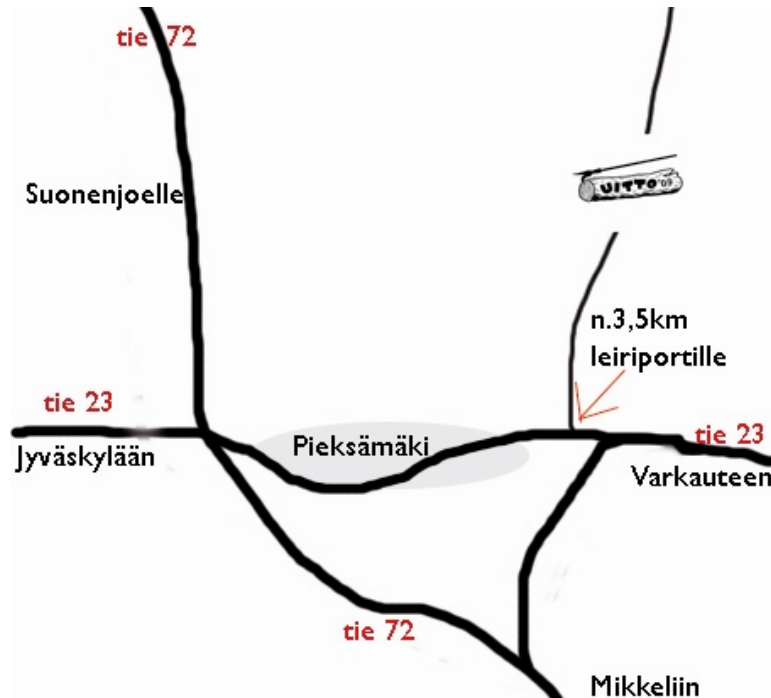 tie 72
Suonenjoelle
UITTO '09
n.3,5km
leiriportille
tie 23
Jyväskylään
Pieksämäki
tie 23
Varkauteen
tie 72
Mikkeliin